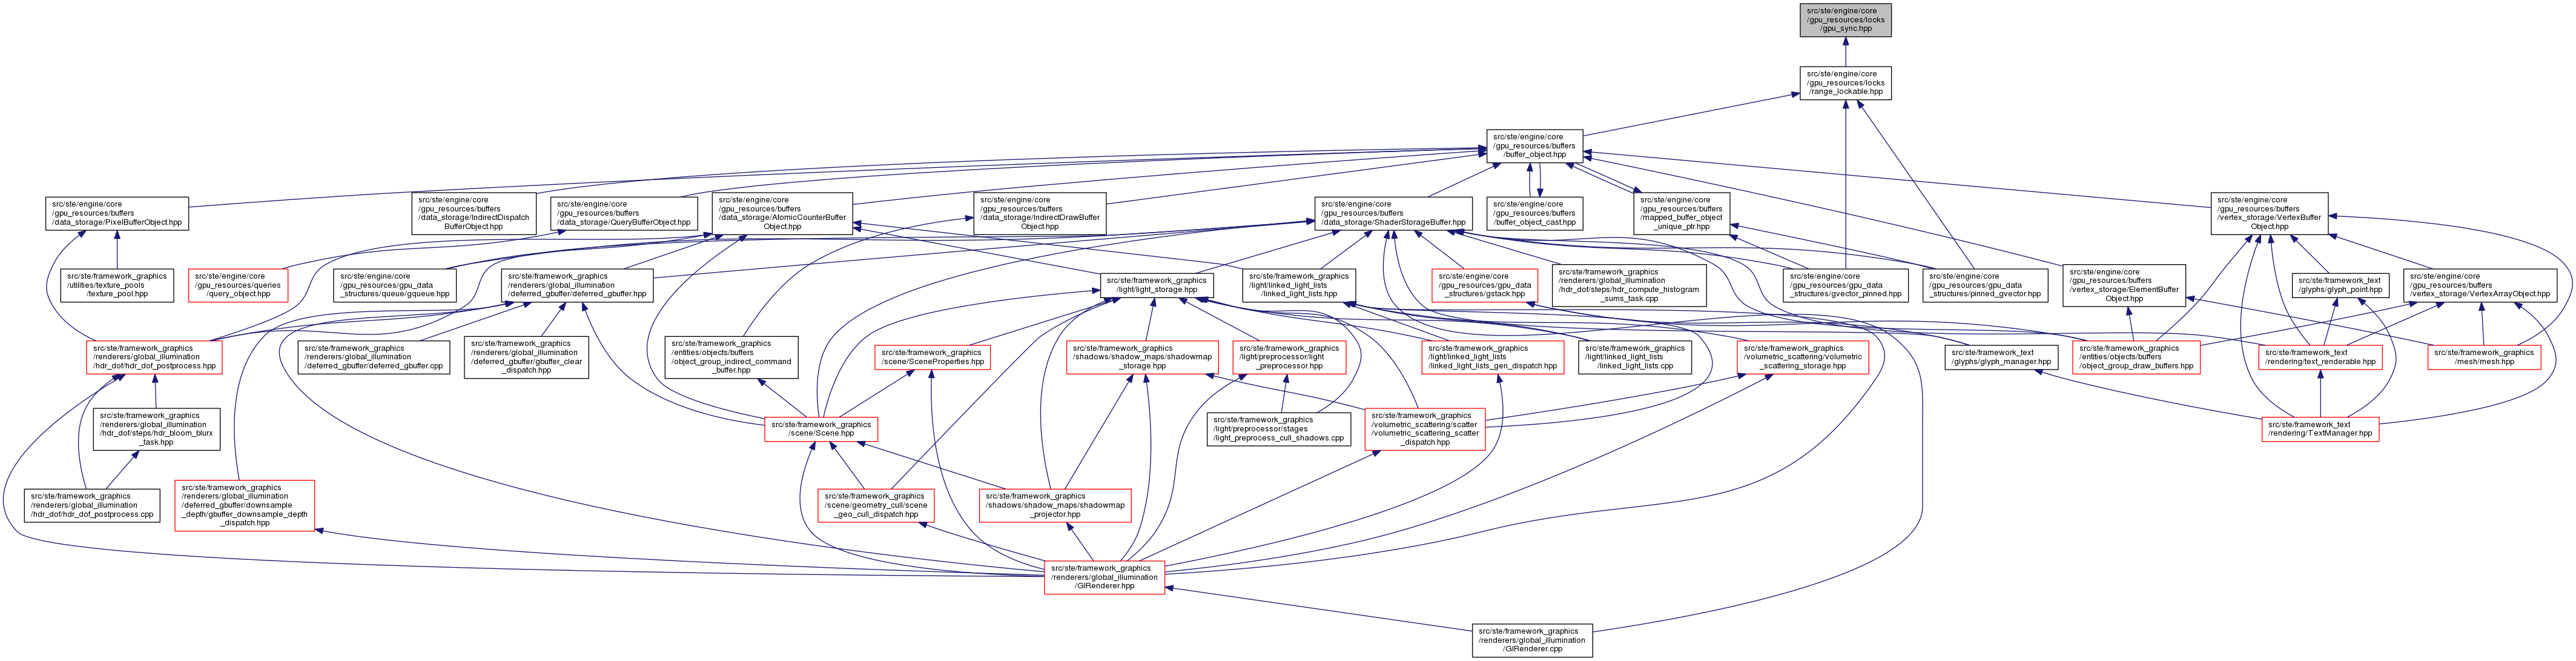 src/ste/engine/core
/gpu_resources/locks
/gpu_sync.hpp
src/ste/engine/core
/gpu_resources/locks
/range_lockable.hpp
src/ste/engine/core
/gpu_resources/buffers
/buffer_object.hpp
src/ste/engine/core
/gpu_resources/buffers
/data_storage/PixelBufferObject.hpp
src/ste/engine/core
/gpu_resources/buffers
/data_storage/IndirectDispatch
BufferObject.hpp
src/ste/engine/core
/gpu_resources/buffers
/data_storage/QueryBufferObject.hpp
src/ste/engine/core
/gpu_resources/buffers
/data_storage/AtomicCounterBuffer
Object.hpp
src/ste/engine/core
/gpu_resources/buffers
/data_storage/IndirectDrawBuffer
Object.hpp
src/ste/engine/core
/gpu_resources/buffers
/data_storage/ShaderStorageBuffer.hpp
src/ste/engine/core
/gpu_resources/buffers
/buffer_object_cast.hpp
src/ste/engine/core
/gpu_resources/buffers
/mapped_buffer_object
_unique_ptr.hpp
src/ste/engine/core
/gpu_resources/buffers
/vertex_storage/VertexBuffer
Object.hpp
src/ste/framework_graphics
/utilities/texture_pools
/texture_pool.hpp
src/ste/engine/core
/gpu_resources/queries
/query_object.hpp
src/ste/engine/core
/gpu_resources/gpu_data
_structures/queue/gqueue.hpp
src/ste/framework_graphics
/renderers/global_illumination
/deferred_gbuffer/deferred_gbuffer.hpp
src/ste/framework_graphics
/light/light_storage.hpp
src/ste/framework_graphics
/light/linked_light_lists
/linked_light_lists.hpp
src/ste/engine/core
/gpu_resources/gpu_data
_structures/gstack.hpp
src/ste/framework_graphics
/renderers/global_illumination
/hdr_dof/steps/hdr_compute_histogram
_sums_task.cpp
src/ste/engine/core
/gpu_resources/gpu_data
_structures/gvector_pinned.hpp
src/ste/engine/core
/gpu_resources/gpu_data
_structures/pinned_gvector.hpp
src/ste/engine/core
/gpu_resources/buffers
/vertex_storage/ElementBuffer
Object.hpp
src/ste/framework_text
/glyphs/glyph_point.hpp
src/ste/engine/core
/gpu_resources/buffers
/vertex_storage/VertexArrayObject.hpp
src/ste/framework_graphics
/renderers/global_illumination
/hdr_dof/hdr_dof_postprocess.hpp
src/ste/framework_graphics
/renderers/global_illumination
/deferred_gbuffer/deferred_gbuffer.cpp
src/ste/framework_graphics
/renderers/global_illumination
/deferred_gbuffer/gbuffer_clear
_dispatch.hpp
src/ste/framework_graphics
/entities/objects/buffers
/object_group_indirect_command
_buffer.hpp
src/ste/framework_graphics
/scene/SceneProperties.hpp
src/ste/framework_graphics
/shadows/shadow_maps/shadowmap
_storage.hpp
src/ste/framework_graphics
/light/preprocessor/light
_preprocessor.hpp
src/ste/framework_graphics
/light/linked_light_lists
/linked_light_lists_gen_dispatch.hpp
src/ste/framework_graphics
/light/linked_light_lists
/linked_light_lists.cpp
src/ste/framework_graphics
/volumetric_scattering/volumetric
_scattering_storage.hpp
src/ste/framework_text
/glyphs/glyph_manager.hpp
src/ste/framework_graphics
/entities/objects/buffers
/object_group_draw_buffers.hpp
src/ste/framework_text
/rendering/text_renderable.hpp
src/ste/framework_graphics
/mesh/mesh.hpp
src/ste/framework_graphics
/renderers/global_illumination
/hdr_dof/steps/hdr_bloom_blurx
_task.cpp
src/ste/framework_graphics
/scene/Scene.hpp
src/ste/framework_graphics
/light/preprocessor/stages
/light_preprocess_cull_shadows.cpp
src/ste/framework_graphics
/volumetric_scattering/scatter
/volumetric_scattering_scatter
_dispatch.hpp
src/ste/framework_text
/rendering/TextManager.hpp
src/ste/framework_graphics
/renderers/global_illumination
/hdr_dof/hdr_dof_postprocess.cpp
src/ste/framework_graphics
/renderers/global_illumination
/deferred_gbuffer/downsample
_depth/gbuffer_downsample_depth
_dispatch.hpp
src/ste/framework_graphics
/scene/geometry_cull/scene
_geo_cull_dispatch.hpp
src/ste/framework_graphics
/shadows/shadow_maps/shadowmap
_projector.hpp
src/ste/framework_graphics
/renderers/global_illumination
/GIRenderer.hpp
src/ste/framework_graphics
/renderers/global_illumination
/GIRenderer.cpp